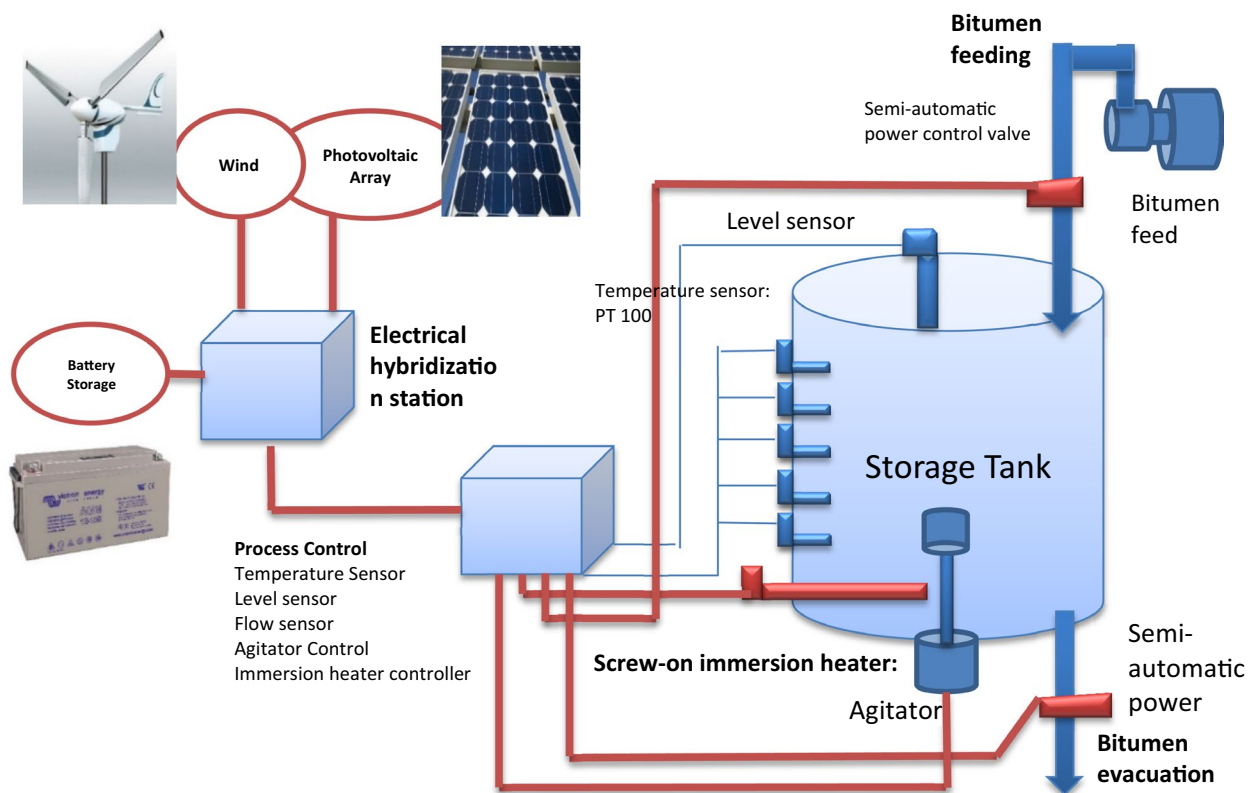 Bitumen
feeding
Semi-automatic
power control valve
Wind
Photovoltaic
Array
Bitumen
feed
Level sensor
Temperature sensor:
PT 100
Electrical
hybridizatio
n station
Battery
Storage
Storage Tank
victron energy
Process Control
Temperature Sensor
Level sensor
Flow sensor
Agitator Control
Immersion heater controller
Screw-on immersion heater:
Agitator
Semi-
automatic
power
Bitumen
evacuation